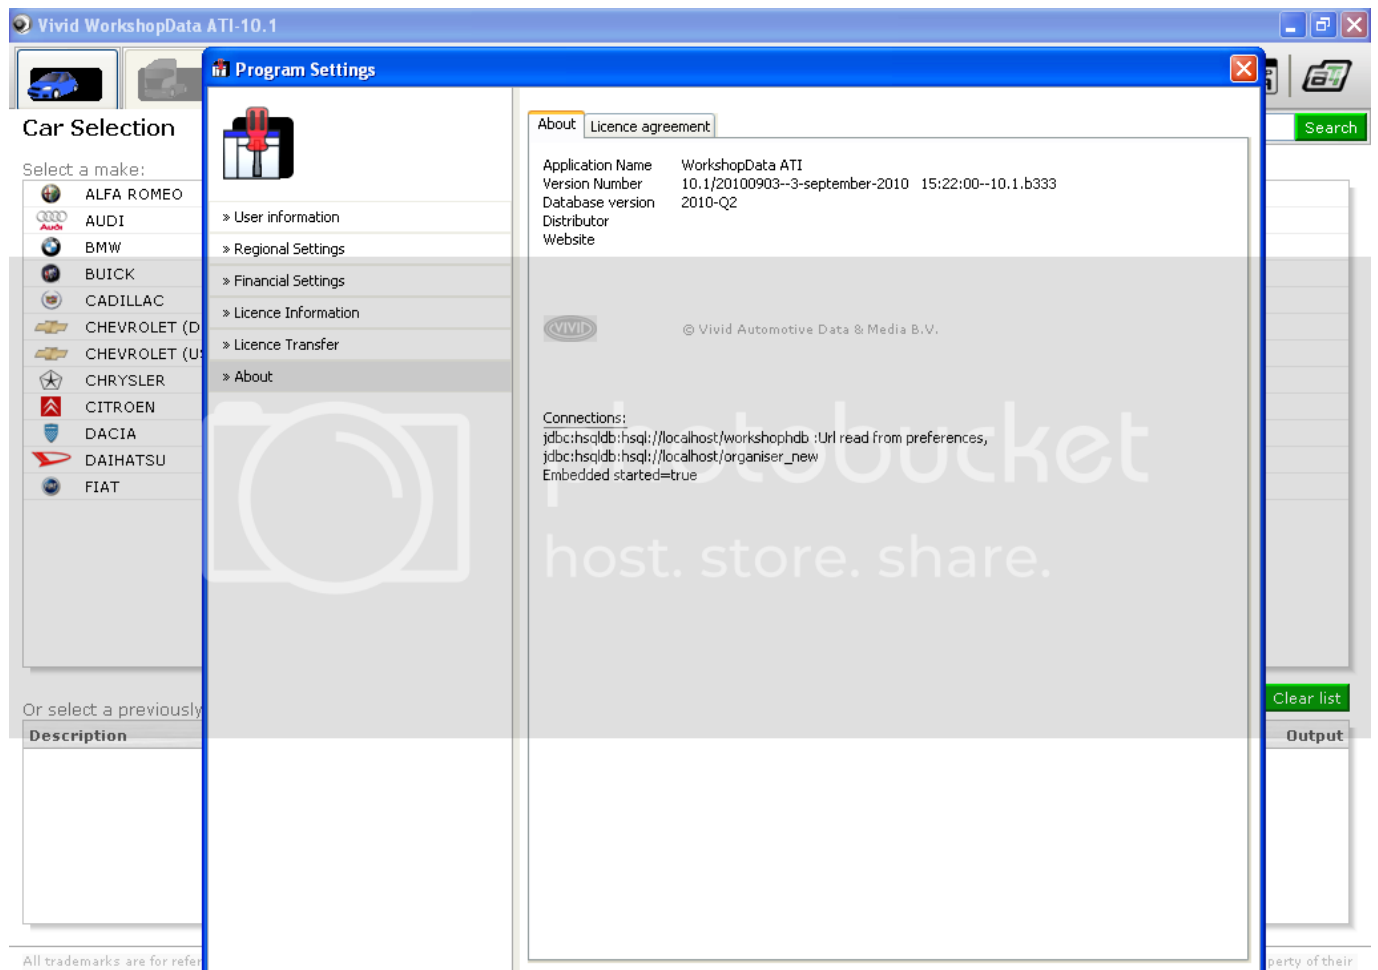 Vivid WorkshopData ATI-10.1
Program Settings
Car Selection
Search
Select a make:
ALFA ROMEO
AUDI
BMW
BUICK
CADILLAC
CHEVROLET (D
CHEVROLET (U
CHRYSLER
CITROEN
DACIA
DAIHATSU
FIAT
» User information
» Regional Settings
» Financial Settings
» Licence Information
» Licence Transfer
» About
About Licence agreement
Application Name WorkshopData ATI
Version Number 10.1/20100903--3-september-2010 15:22:00--10.1.b333
Database version 2010-Q2
Distributor
Website
VIVID © Vivid Automotive Data & Media B.V.
Connections:
jdbc:hsqldb:hsql://localhost/workshophdb :Url read from preferences,
jdbc:hsqldb:hsql://localhost/organiser_new
Embedded started=true
photobucket
host. store. share.
Or select a previously
Clear list
Description Output
All trademarks are for refer
perty of their